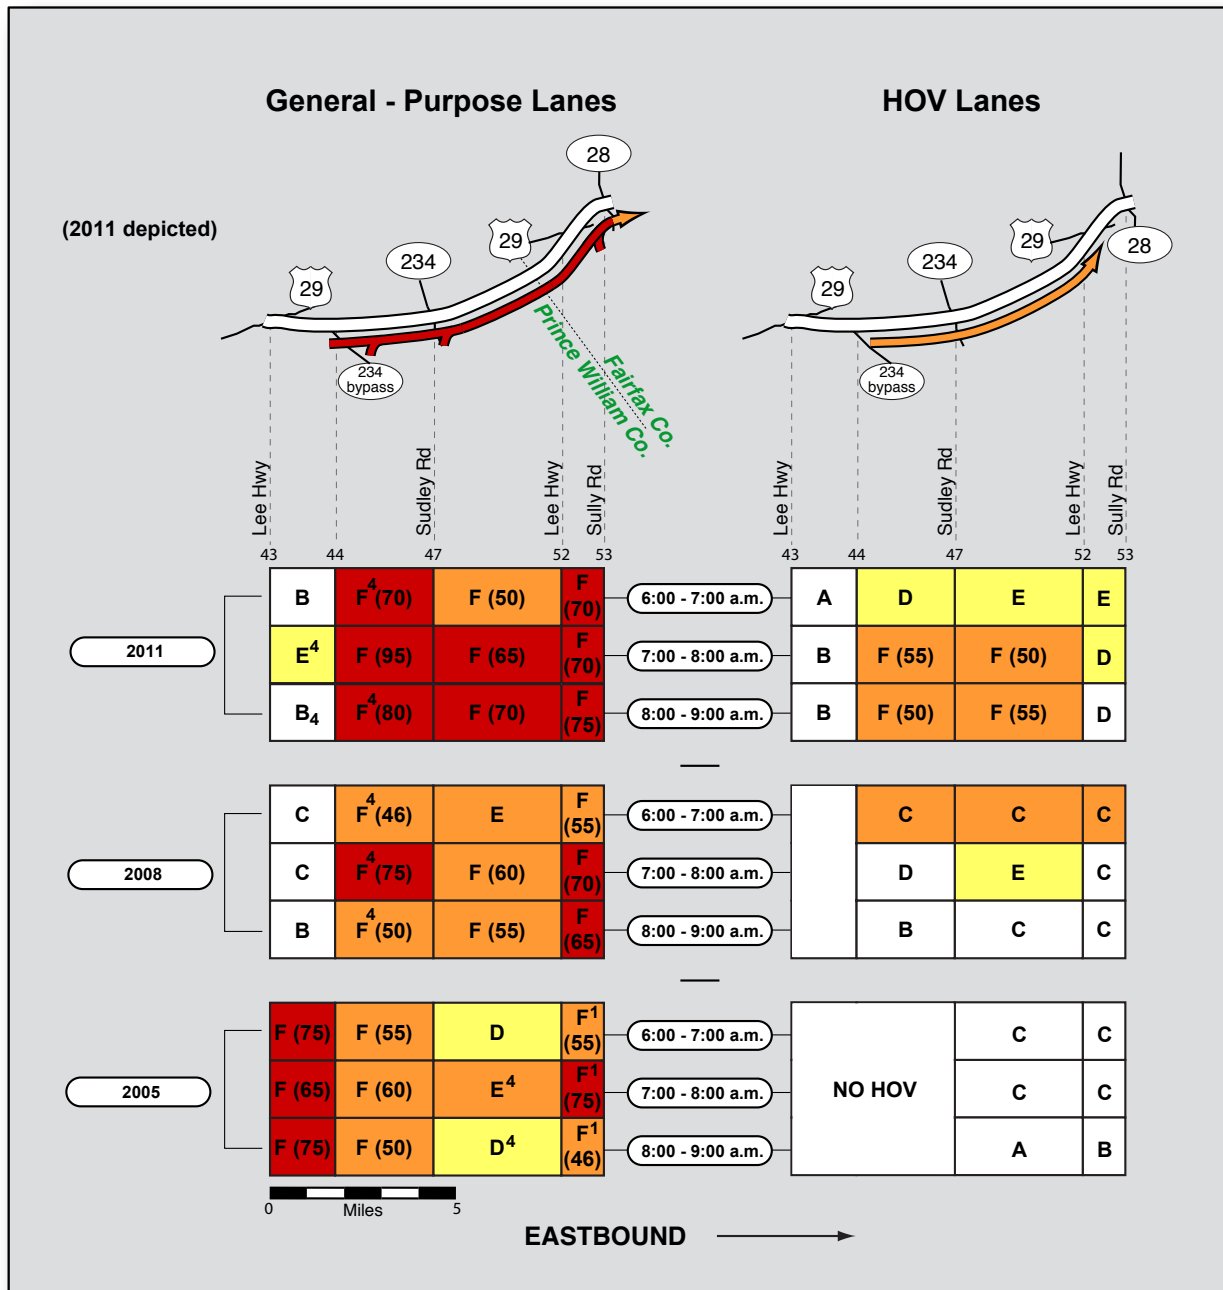 General - Purpose Lanes
HOV Lanes
(2011 depicted)
28
29
234
29
234 bypass
Prince William Co.
Fairfax Co.
29
234
29
28
234 bypass
Lee Hwy
Sudley Rd
Lee Hwy
Sully Rd
Lee Hwy
Sudley Rd
Lee Hwy
Sully Rd
43 44 47 52 53
43 44 47 52 53
2011
B F⁴(70) F (50) F (70) 6:00 - 7:00 a.m. A D E E
E⁴ F (95) F (65) F (70) 7:00 - 8:00 a.m. B F (55) F (50) D
B₄ F⁴(80) F (70) F (75) 8:00 - 9:00 a.m. B F (50) F (55) D
2008
C F⁴(46) E F (55) 6:00 - 7:00 a.m. C C C
C F⁴(75) F (60) F (70) 7:00 - 8:00 a.m. D E C
B F⁴(50) F (55) F (65) 8:00 - 9:00 a.m. B C C
2005
F (75) F (55) D F¹ (55) 6:00 - 7:00 a.m. C C
F (65) F (60) E⁴ F¹ (75) 7:00 - 8:00 a.m. NO HOV C C
F (75) F (50) D⁴ F¹ (46) 8:00 - 9:00 a.m. A B
0 Miles 5
EASTBOUND